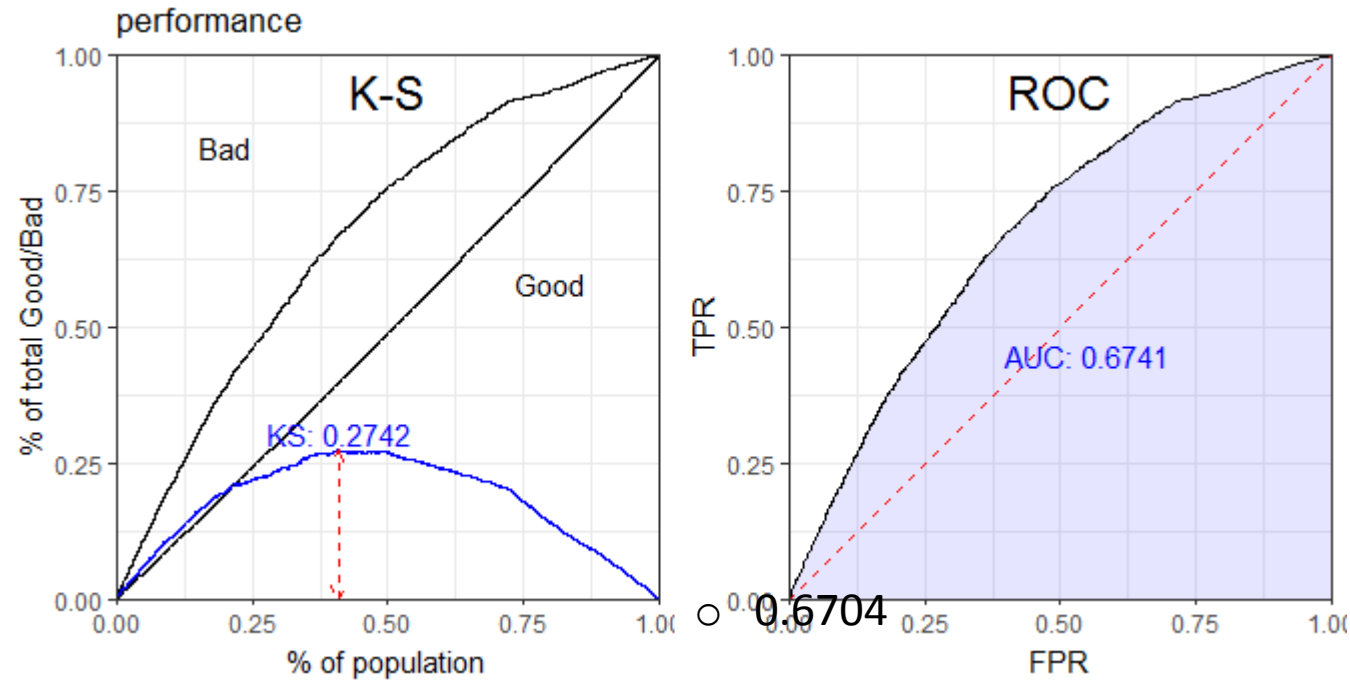 performance
K-S
Bad
Good
KS: 0.2742
% of total Good/Bad
1.00
0.75
0.50
0.25
0.00
0.00 0.25 0.50 0.75 1.0
% of population
ROC
AUC: 0.6741
TPR
1.00
0.75
0.50
0.25
0.00
○ 0.6704
0.00 0.25 0.50 0.75 1.00
FPR